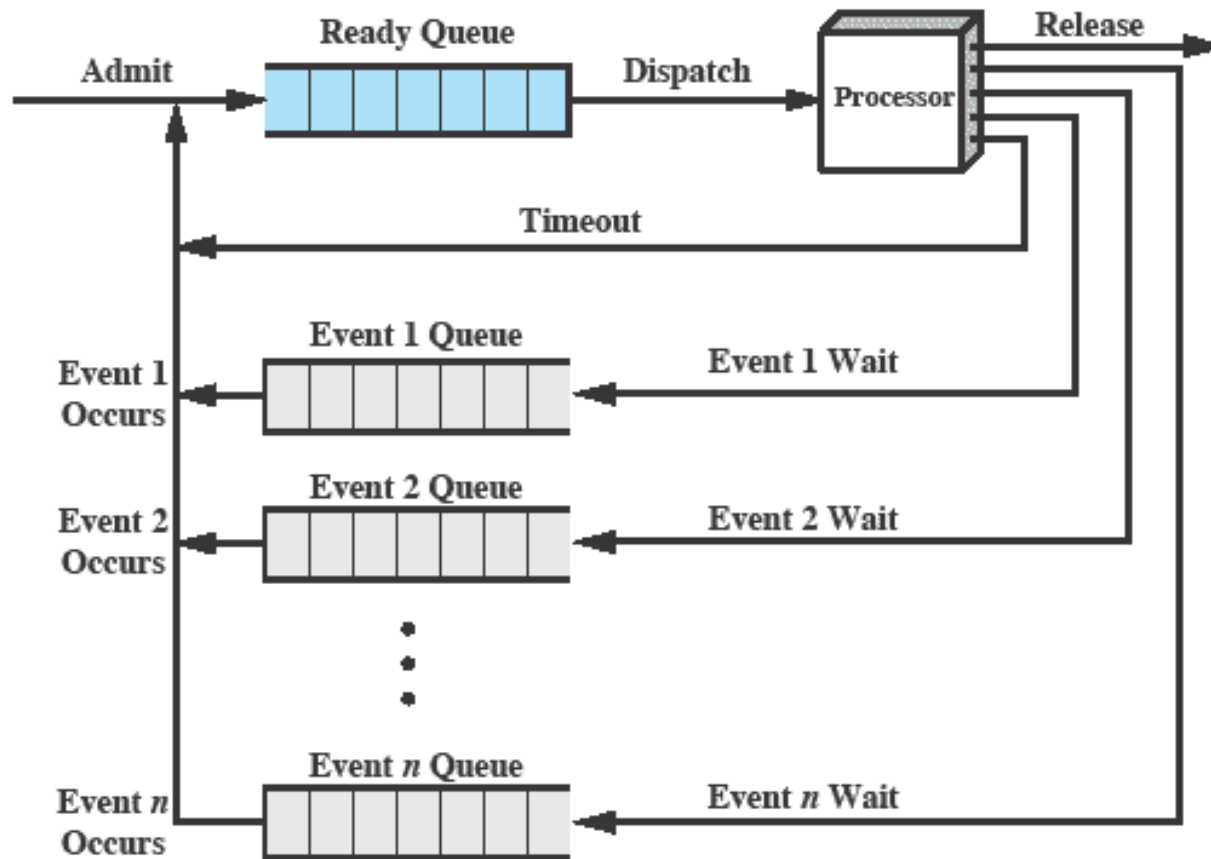 Ready Queue
Release
Admit
Dispatch
Processor
Timeout
Event 1 Queue
Event 1 Wait
Event 1
Occurs
Event 2 Queue
Event 2 Wait
Event 2
Occurs
Event n Queue
Event n Wait
Event n
Occurs